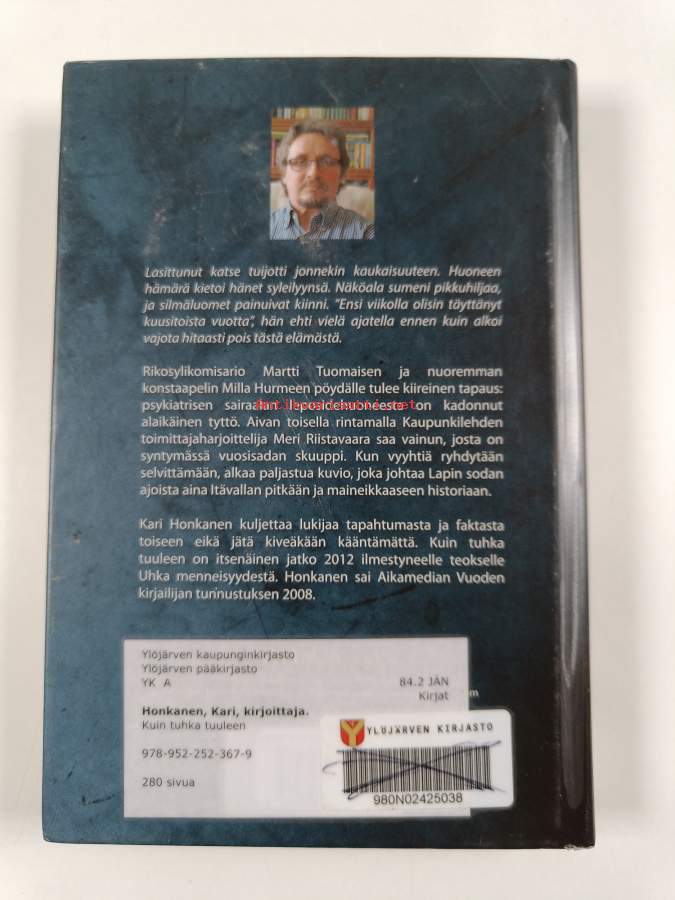 Lasittunut katse tuijotti jonnekin kaukaisuuteen. Huoneen
hämärä kietoi hänet syleilyynsä. Näköala sumeni pikkuhiljaa,
ja silmäluomet painuivat kiinni. "Ensi viikolla olisin täyttänyt
kuusitoista vuotta", hän ehti vielä ajatella ennen kuin alkoi
vajota hitaasti pois tästä elämästä.
Rikosylikomisario Martti Tuomaisen ja nuoremman
konstaapelin Milla Hurmeen pöydälle tulee kiireinen tapaus:
psykiatrisen sairaalan lepositedehuoneesta on kadonnut
Antikvariaatti.net
alaikäinen tyttö. Aivan toisella rintamalla Kaupunkilehden
toimittajaharjoittelija Meri Riistavaara saa vainun, josta on
syntymässä vuosisadan skuuppi. Kun vyyhtiä ryhdytään
selvittämään, alkaa paljastua kuvio, joka johtaa Lapin sodan
ajoista aina Itävallan pitkään ja maineikkaaseen historiaan.
Kari Honkanen kuljettaa lukijaa tapahtumasta ja faktasta
toiseen eikä jätä kiveäkään kääntämättä. Kuin tuhka
tuuleen on itsenäinen jatko 2012 ilmestyneelle teokselle
Uhka menneisyydestä. Honkanen sai Aikamedian Vuoden
kirjailijan tunnustuksen 2008.
Ylöjärven kaupunginkirjasto
Ylöjärven pääkirjasto
YK A 84.2 JÄN
Kirjat
om
Honkanen, Kari, kirjoittaja.
Kuin tuhka tuuleen
978-952-252-367-9
280 sivua
YLÖJÄRVEN KIRJASTO
980N02425038